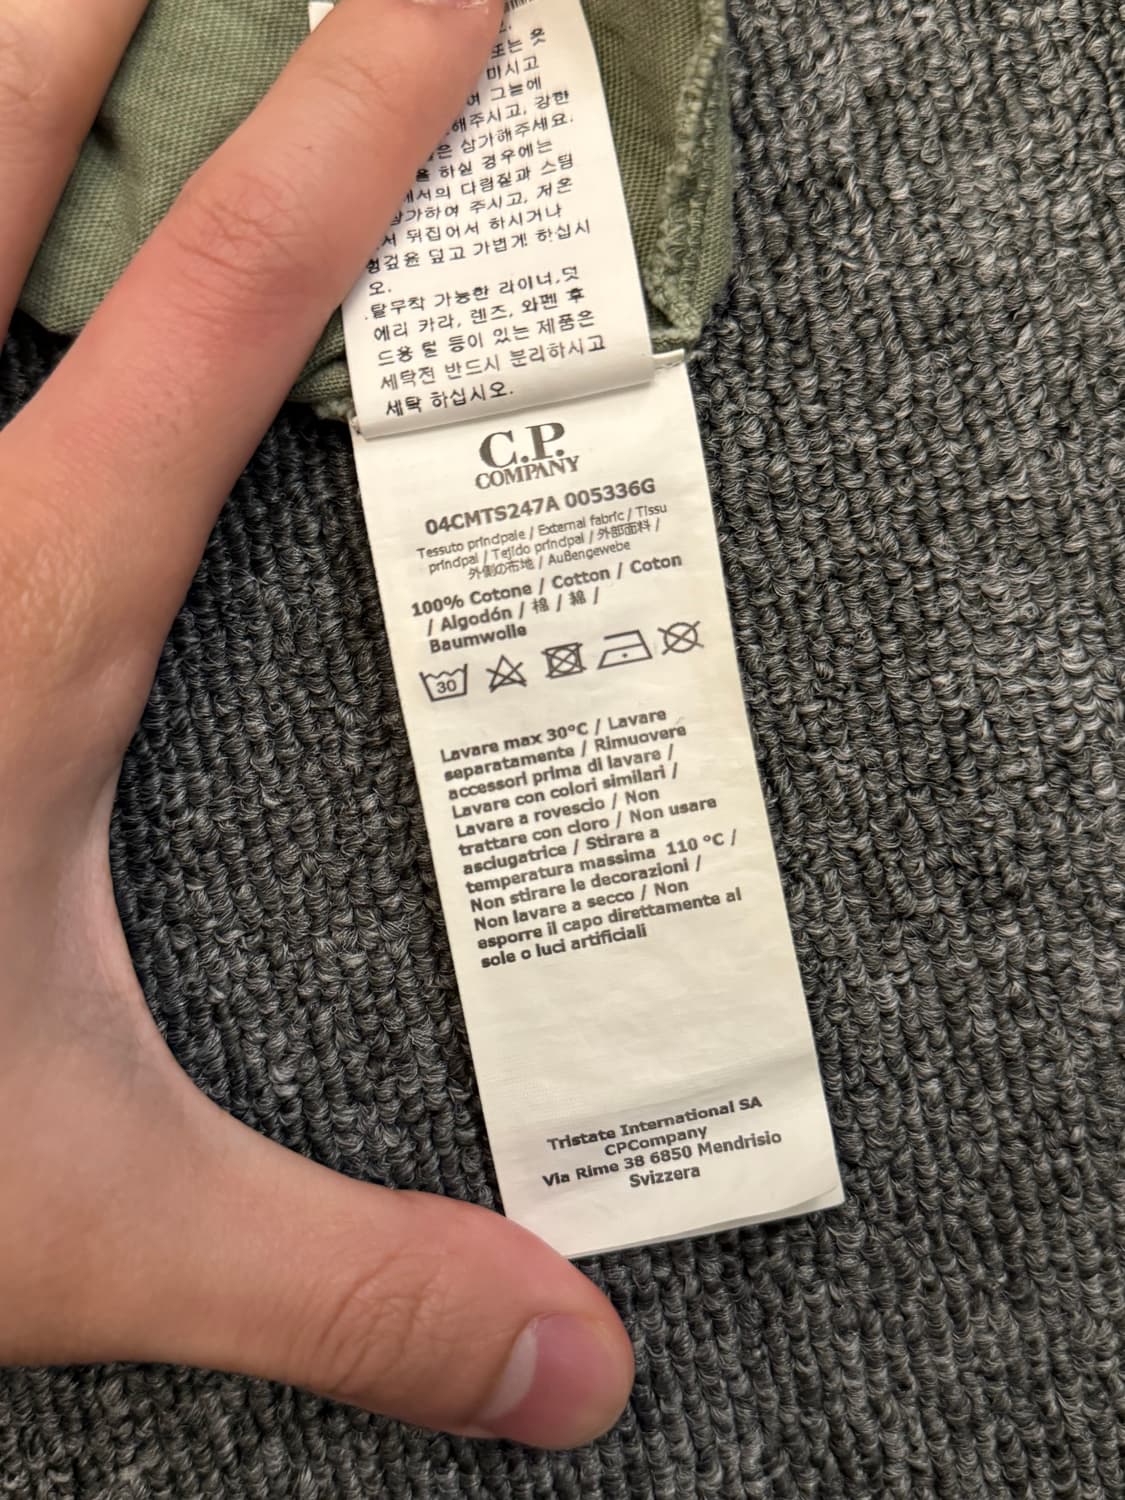 또는 옷
미시고
그늘에
해주시고, 강한
은 삼가해주세요.
을 하실 경우에는
에서의 다림질과 스팀
삼가하여 주시고, 저온
서 뒤집어서 하시거나
헝겊을 덮고 가볍게 하십시
오.
.탈무착 가능한 라이너,덧
에리 카라, 렌즈, 와펜 후
드용 털 등이 있는 제품은
세탁전 반드시 분리하시고
세탁 하십시오.
C.P.
COMPANY
04CMTS247A 005336G
Tessuto principale / External fabric / Tissu
principal / Tejido principal / 外部面料 /
外側の布地 / Außengewebe
100% Cotone / Cotton / Coton
/ Algodón / 棉 / 綿 /
Baumwolle
30
Lavare max 30°C / Lavare
separatamente / Rimuovere
accessori prima di lavare /
Lavare con colori similari /
Lavare a rovescio / Non
trattare con cloro / Non usare
asciugatrice / Stirare a
temperatura massima 110 °C /
Non stirare le decorazioni /
Non lavare a secco / Non
esporre il capo direttamente al
sole o luci artificiali
Tristate International SA
CPCompany
Via Rime 38 6850 Mendrisio
Svizzera